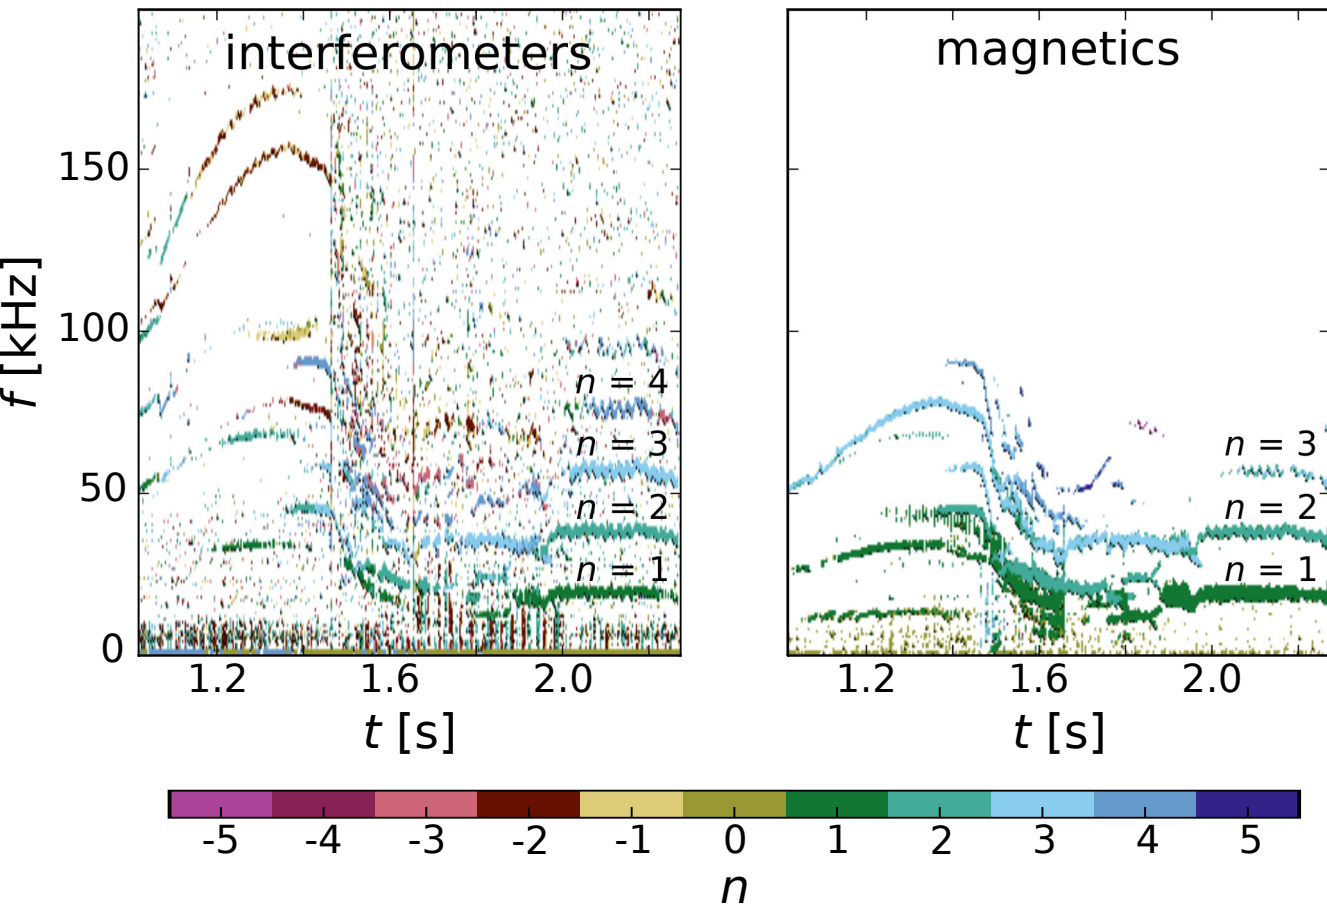 interferometers
magnetics
f [kHz]
150
100
50
0
n = 4
n = 3
n = 2
n = 1
n = 3
n = 2
n = 1
1.2 1.6 2.0
1.2 1.6 2.0
t [s]
t [s]
-5 -4 -3 -2 -1 0 1 2 3 4 5
n